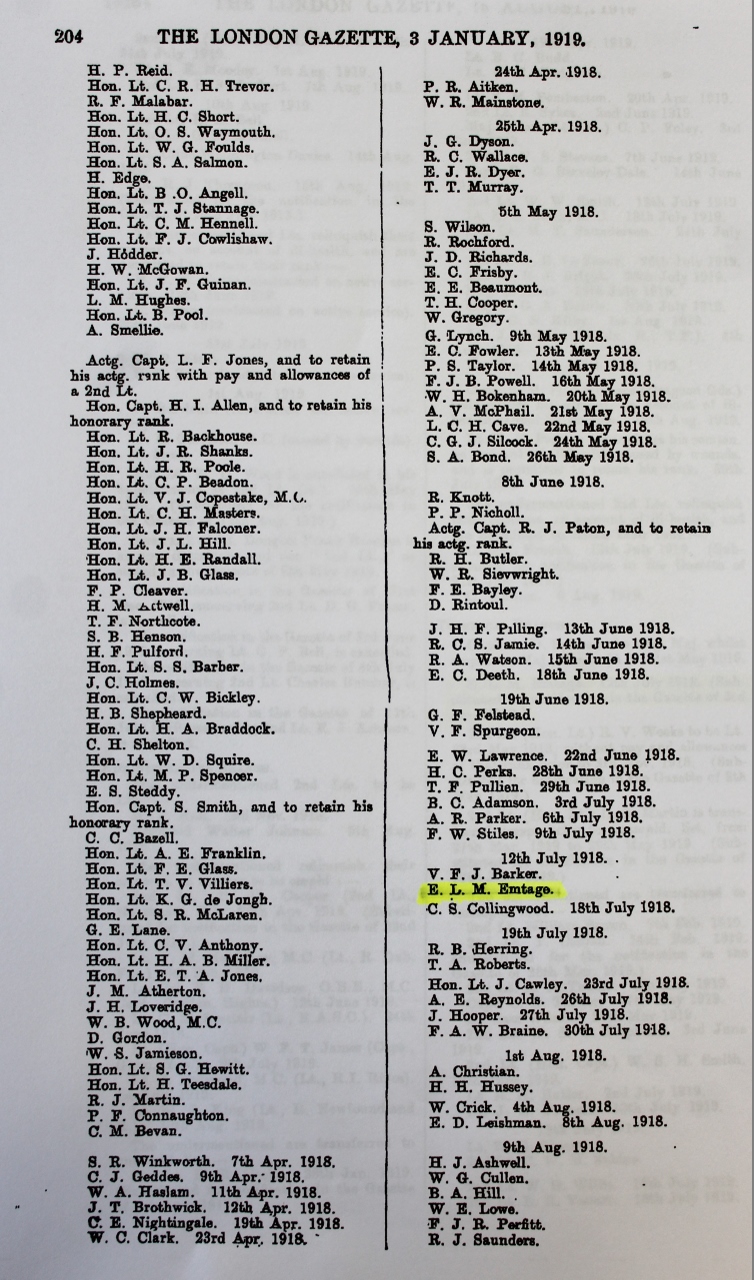 204 THE LONDON GAZETTE, 3 JANUARY, 1919.
H. P. Reid.
Hon. Lt. C. R. H. Trevor.
R. F. Malabar.
Hon. Lt. H. C. Short.
Hon. Lt. O. S. Waymouth.
Hon. Lt. W. G. Foulds.
Hon. Lt. S. A. Salmon.
H. Edge.
Hon. Lt. B .O. Angell.
Hon. Lt. T. J. Stannage.
Hon. Lt. C. M. Hennell.
Hon. Lt. F. J. Cowlishaw.
J. Hodder.
H. W. McGowan.
Hon. Lt. J. F. Guinan.
L. M. Hughes.
Hon. Lt. B. Pool.
A. Smellie.
Actg. Capt. L. F. Jones, and to retain
his actg. rank with pay and allowances of
a 2nd Lt.
Hon. Capt. H. I. Allen, and to retain his
honorary rank.
Hon. Lt. R. Backhouse.
Hon. Lt. J. R. Shanks.
Hon. Lt. H. R. Poole.
Hon. Lt. C. P. Beadon.
Hon. Lt. V. J. Copestake, M.C.
Hon. Lt. C. H. Masters.
Hon. Lt. J. H. Falconer.
Hon. Lt. J. L. Hill.
Hon. Lt. H. E. Randall.
Hon. Lt. J. B. Glass.
F. P. Cleaver.
H. M. Actwell.
T. F. Northcote.
S. B. Henson.
H. F. Pulford.
Hon. Lt. S. S. Barber.
J. C. Holmes.
Hon. Lt. C. W. Bickley.
H. B. Shepheard.
Hon. Lt. H. A. Braddock.
C. H. Shelton.
Hon. Lt. W. D. Squire.
Hon. Lt. M. P. Spencer.
E. S. Steddy.
Hon. Capt. S. Smith, and to retain his
honorary rank.
C. C. Bazell.
Hon. Lt. A. E. Franklin.
Hon. Lt. F. E. Glass.
Hon. Lt. T. V. Villiers.
Hon. Lt. K. G. de Jongh.
Hon. Lt. S. R. McLaren.
G. E. Lane.
Hon. Lt. C. V. Anthony.
Hon. Lt. H. A. B. Miller.
Hon. Lt. E. T. A. Jones.
J. M. Atherton.
J. H. Loveridge.
W. B. Wood, M.C.
D. Gordon.
W. S. Jamieson.
Hon. Lt. S. G. Hewitt.
Hon. Lt. H. Teesdale.
R. J. Martin.
P. F. Connaughton.
C. M. Bevan.
S. R. Winkworth. 7th Apr. 1918.
C. J. Geddes. 9th Apr. 1918.
W. A. Haslam. 11th Apr. 1918.
J. T. Brothwick. 12th Apr. 1918.
C. E. Nightingale. 19th Apr. 1918.
W. C. Clark. 23rd Apr. 1918.
24th Apr. 1918.
P. R. Aitken.
W. R. Mainstone.
25th Apr. 1918.
J. G. Dyson.
R. C. Wallace.
E. J. R. Dyer.
T. T. Murray.
5th May 1918.
S. Wilson.
R. Rochford.
J. D. Richards.
E. C. Frisby.
E. E. Beaumont.
T. H. Cooper.
W. Gregory.
G. Lynch. 9th May 1918.
E. C. Fowler. 13th May 1918.
P. S. Taylor. 14th May 1918.
F. J. B. Powell. 16th May 1918.
W. H. Bokenham. 20th May 1918.
A. V. McPhail. 21st May 1918.
L. C. H. Cave. 22nd May 1918.
C. G. J. Silcock. 24th May 1918.
S. A. Bond. 26th May 1918.
8th June 1918.
R. Knott.
P. P. Nicholl.
Actg. Capt. R. J. Paton, and to retain
his actg. rank.
R. H. Butler.
W. R. Sievwright.
F. E. Bayley.
D. Rintoul.
J. H. F. Pilling. 13th June 1918.
R. C. S. Jamie. 14th June 1918.
R. A. Watson. 15th June 1918.
E. C. Deeth. 18th June 1918.
19th June 1918.
G. F. Felstead.
V. F. Spurgeon.
E. W. Lawrence. 22nd June 1918.
H. C. Perks. 28th June 1918.
T. F. Pullien. 29th June 1918.
B. C. Adamson. 3rd July 1918.
A. R. Parker. 6th July 1918.
F. W. Stiles. 9th July 1918.
12th July 1918.
V. F. J. Barker.
E. L. M. Emtage.
C. S. Collingwood. 18th July 1918.
19th July 1918.
R. B. Herring.
T. A. Roberts.
Hon. Lt. J. Cawley. 23rd July 1918.
A. E. Reynolds. 26th July 1918.
J. Hooper. 27th July 1918.
F. A. W. Braine. 30th July 1918.
1st Aug. 1918.
A. Christian.
H. H. Hussey.
W. Crick. 4th Aug. 1918.
E. D. Leishman. 8th Aug. 1918.
9th Aug. 1918.
H. J. Ashwell.
W. G. Cullen.
B. A. Hill.
W. E. Lowe.
F. J. R. Perfitt.
R. J. Saunders.